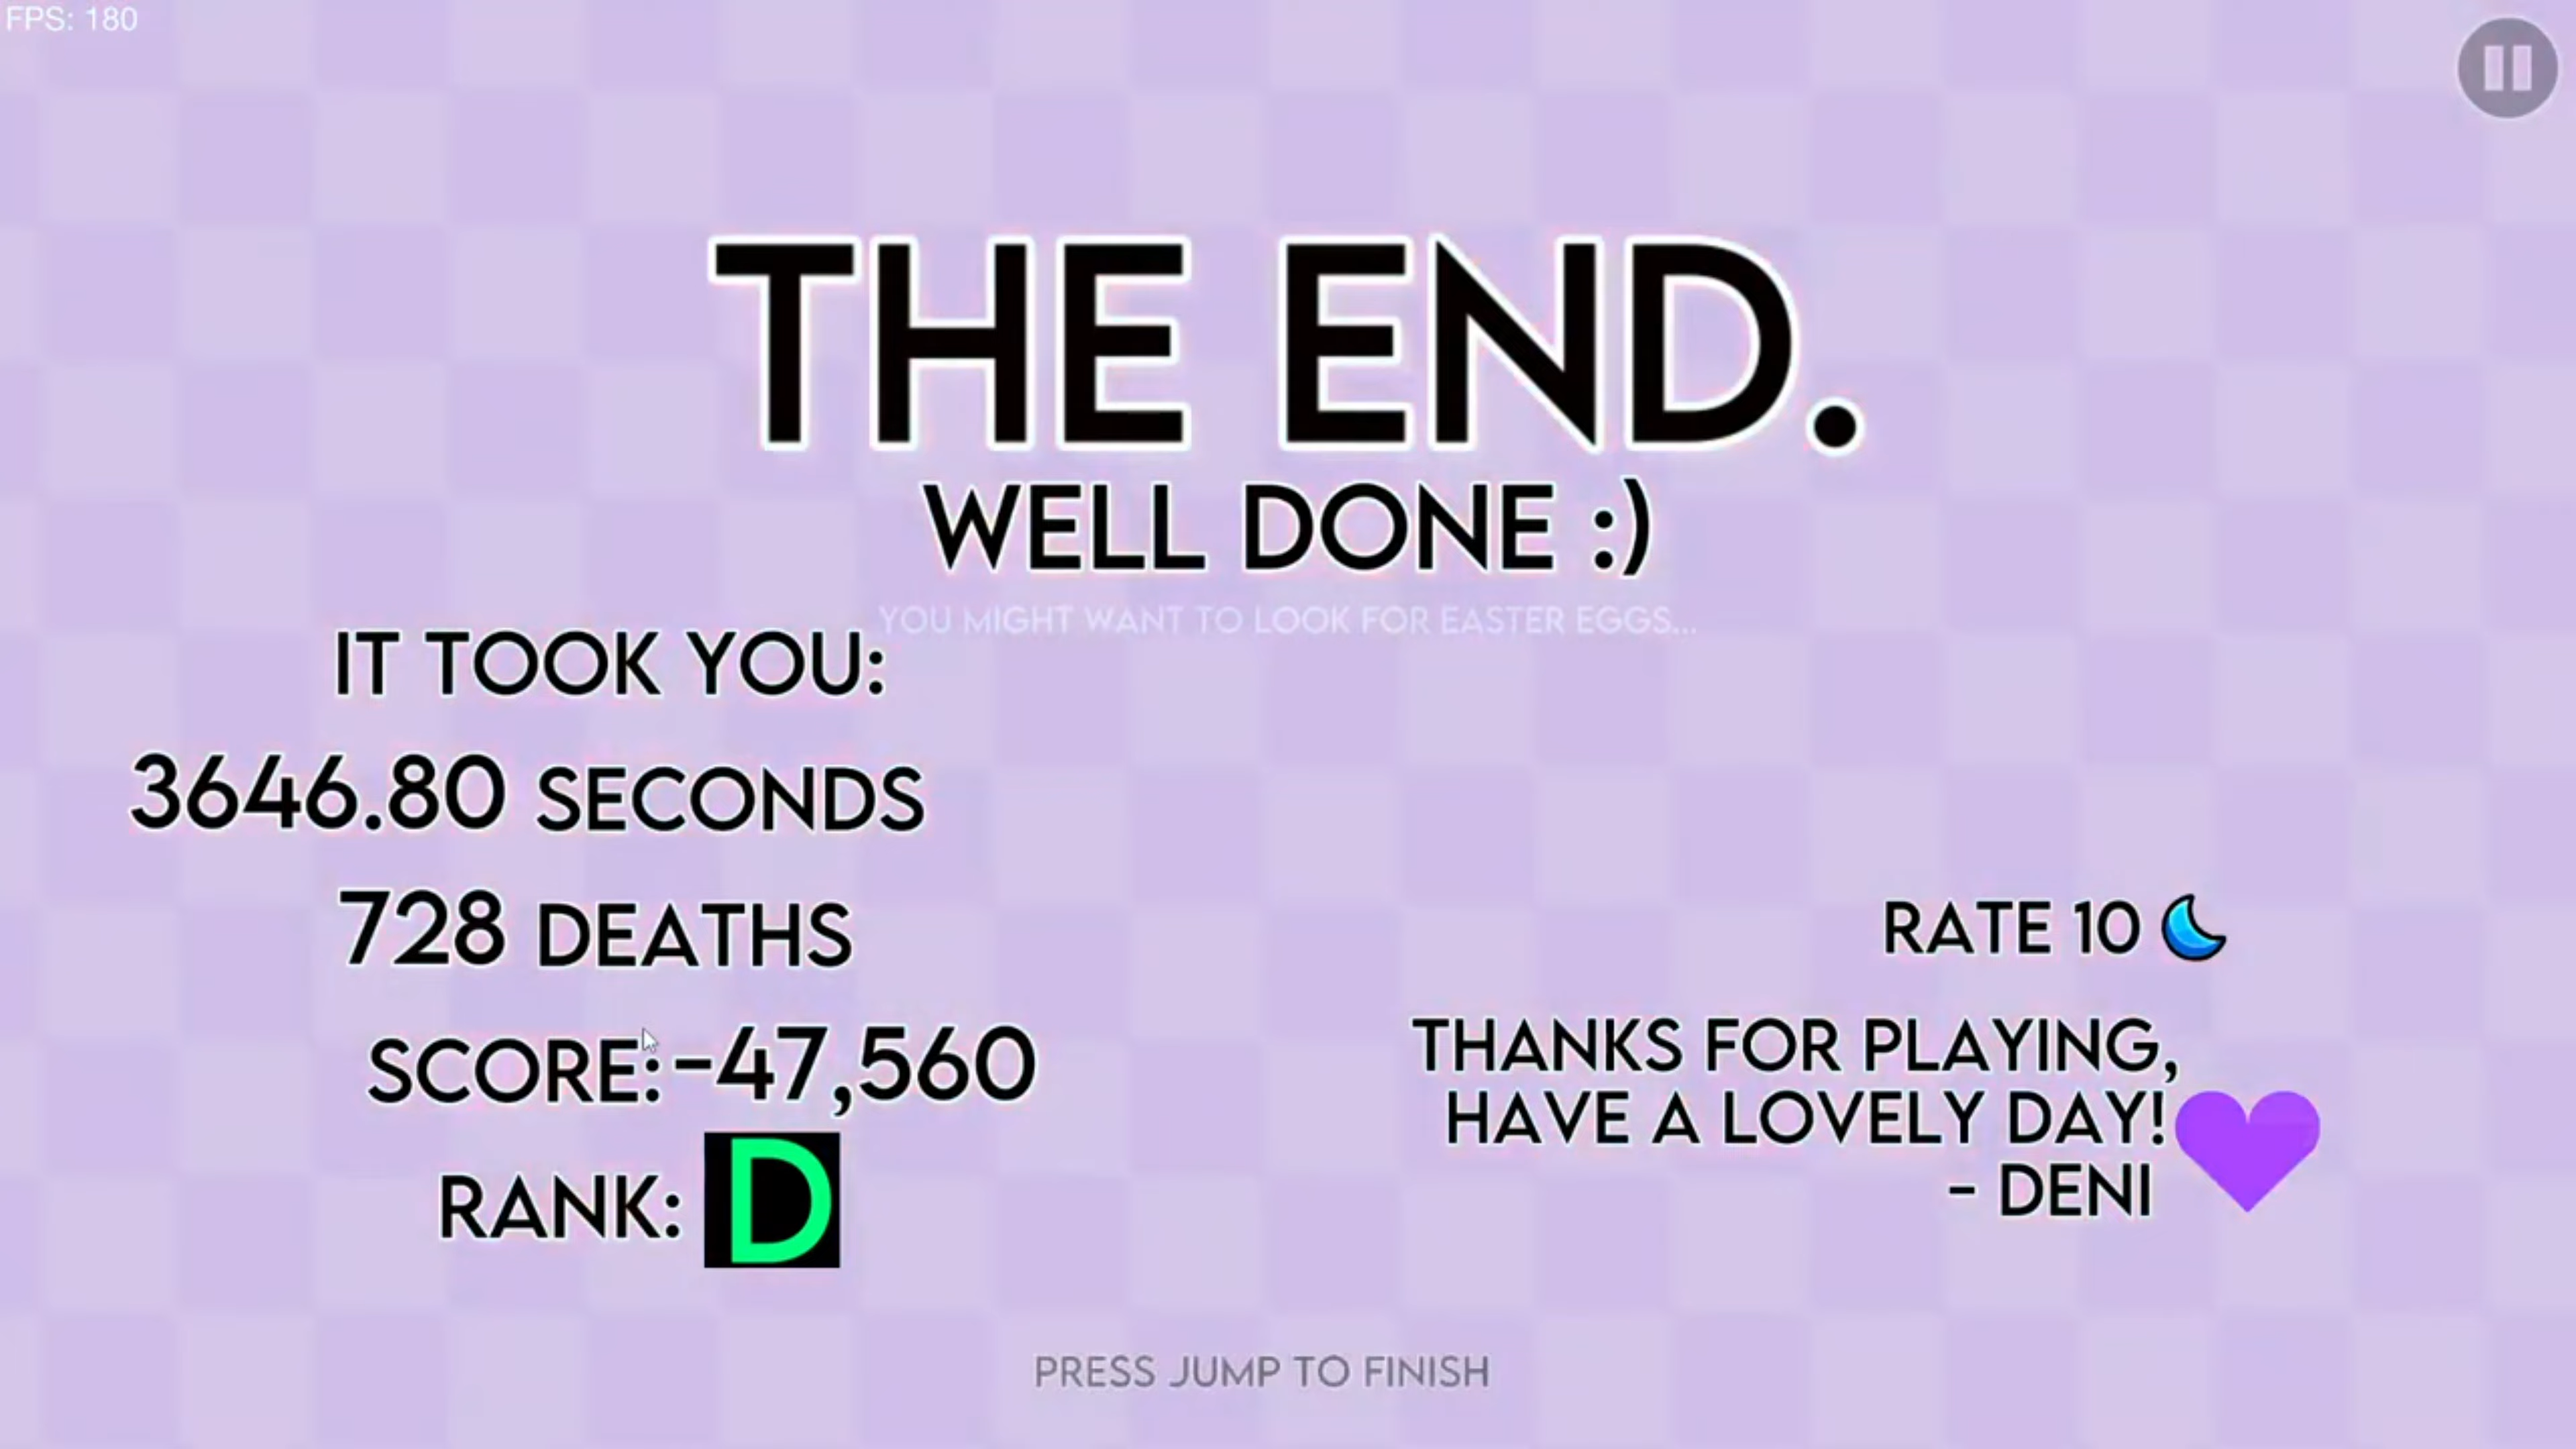 FPS: 180
THE END.
WELL DONE :)
YOU MIGHT WANT TO LOOK FOR EASTER EGGS...
IT TOOK YOU:
3646.80 SECONDS
728 DEATHS
SCORE: -47,560
RANK: D
RATE 10
THANKS FOR PLAYING,
HAVE A LOVELY DAY!
- DENI
PRESS JUMP TO FINISH